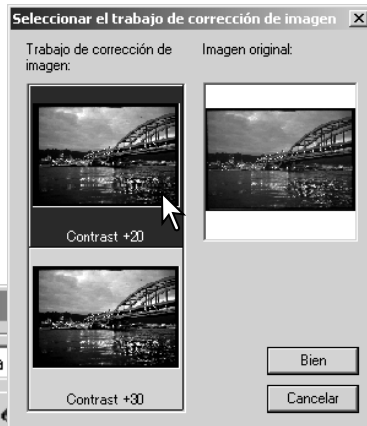 Seleccionar el trabajo de corrección de imagen
Trabajo de corrección de
imagen:
Imagen original:
Contrast +20
Contrast +30
Bien
Cancelar